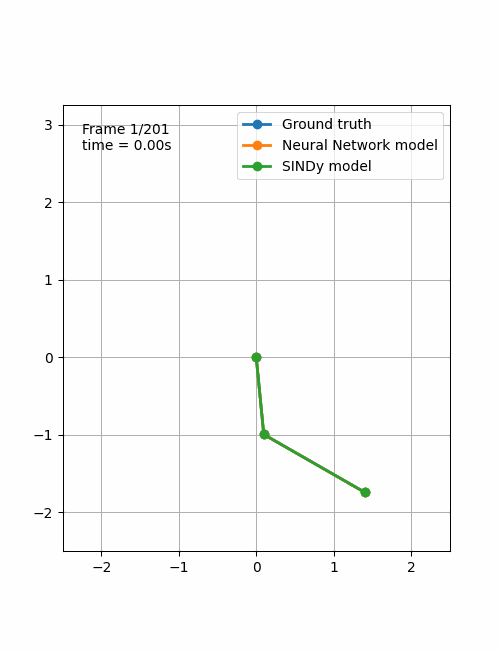 Frame 1/201
time = 0.00s
Ground truth
Neural Network model
SINDy model
3
2
1
0
−1
−2
−2
−1
0
1
2